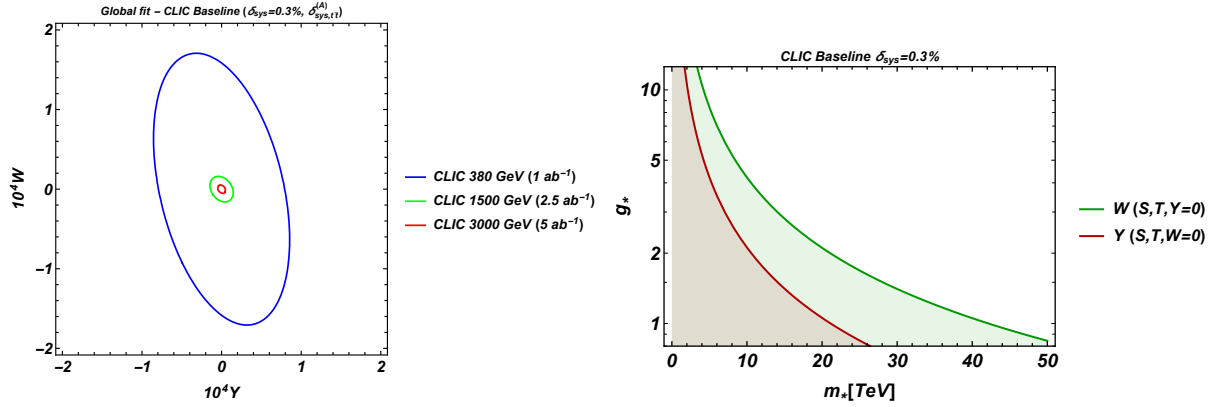 Global fit – CLIC Baseline (δsys=0.3%, δ(A)sys,tt̄)
2
1
0
−1
−2
10⁴W
−2
−1
0
1
2
10⁴Y
CLIC 380 GeV (1 ab⁻¹)
CLIC 1500 GeV (2.5 ab⁻¹)
CLIC 3000 GeV (5 ab⁻¹)
CLIC Baseline δsys=0.3%
10
5
2
1
g*
0
10
20
30
40
50
m*[TeV]
W (S,T,Y=0)
Y (S,T,W=0)